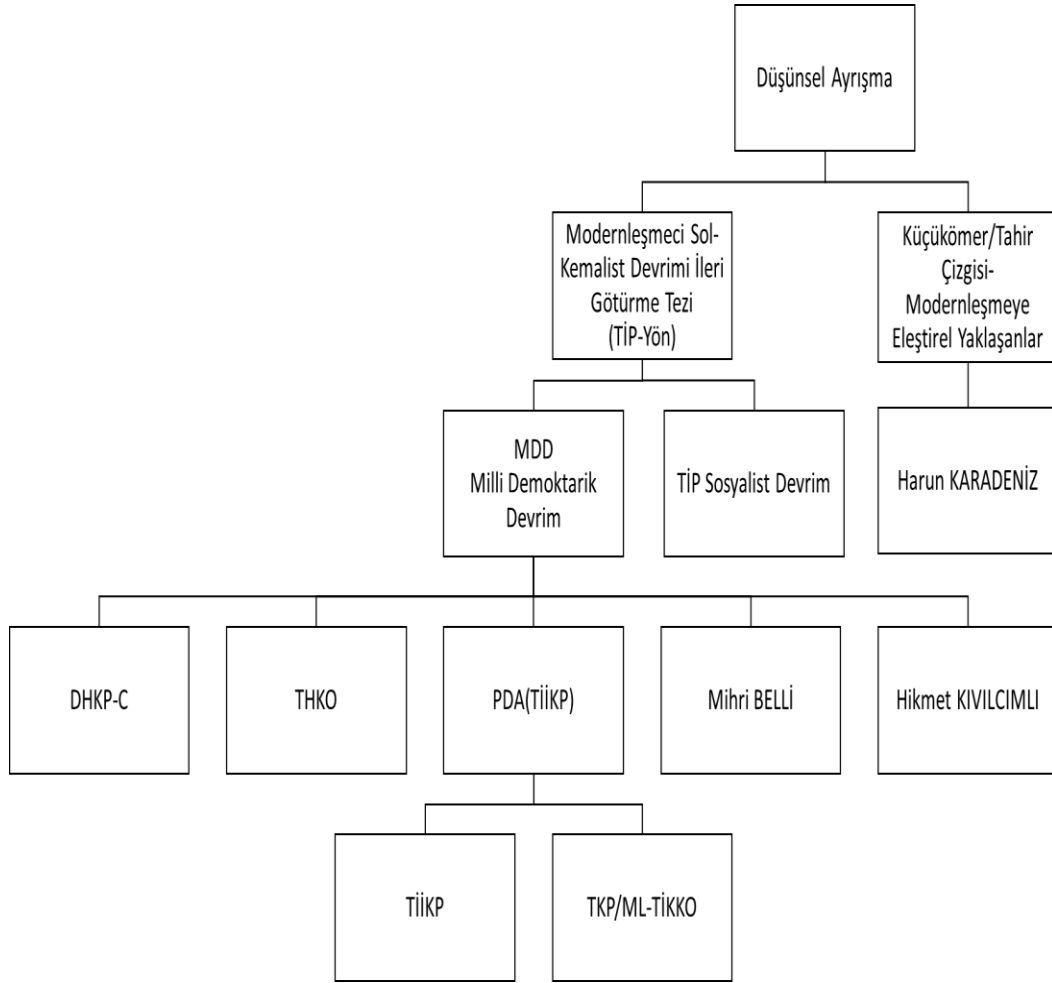 Düşünsel Ayrışma
Modernleşmeci Sol-
Kemalist Devrimi İleri
Götürme Tezi
(TİP-Yön)
Küçükömer/Tahir
Çizgisi-
Modernleşmeye
Eleştirel Yaklaşanlar
MDD
Milli Demoktarik
Devrim
TİP Sosyalist Devrim
Harun KARADENİZ
DHKP-C
THKO
PDA(TİİKP)
Mihri BELLİ
Hikmet KIVILCIMLI
TİİKP
TKP/ML-TİKKO